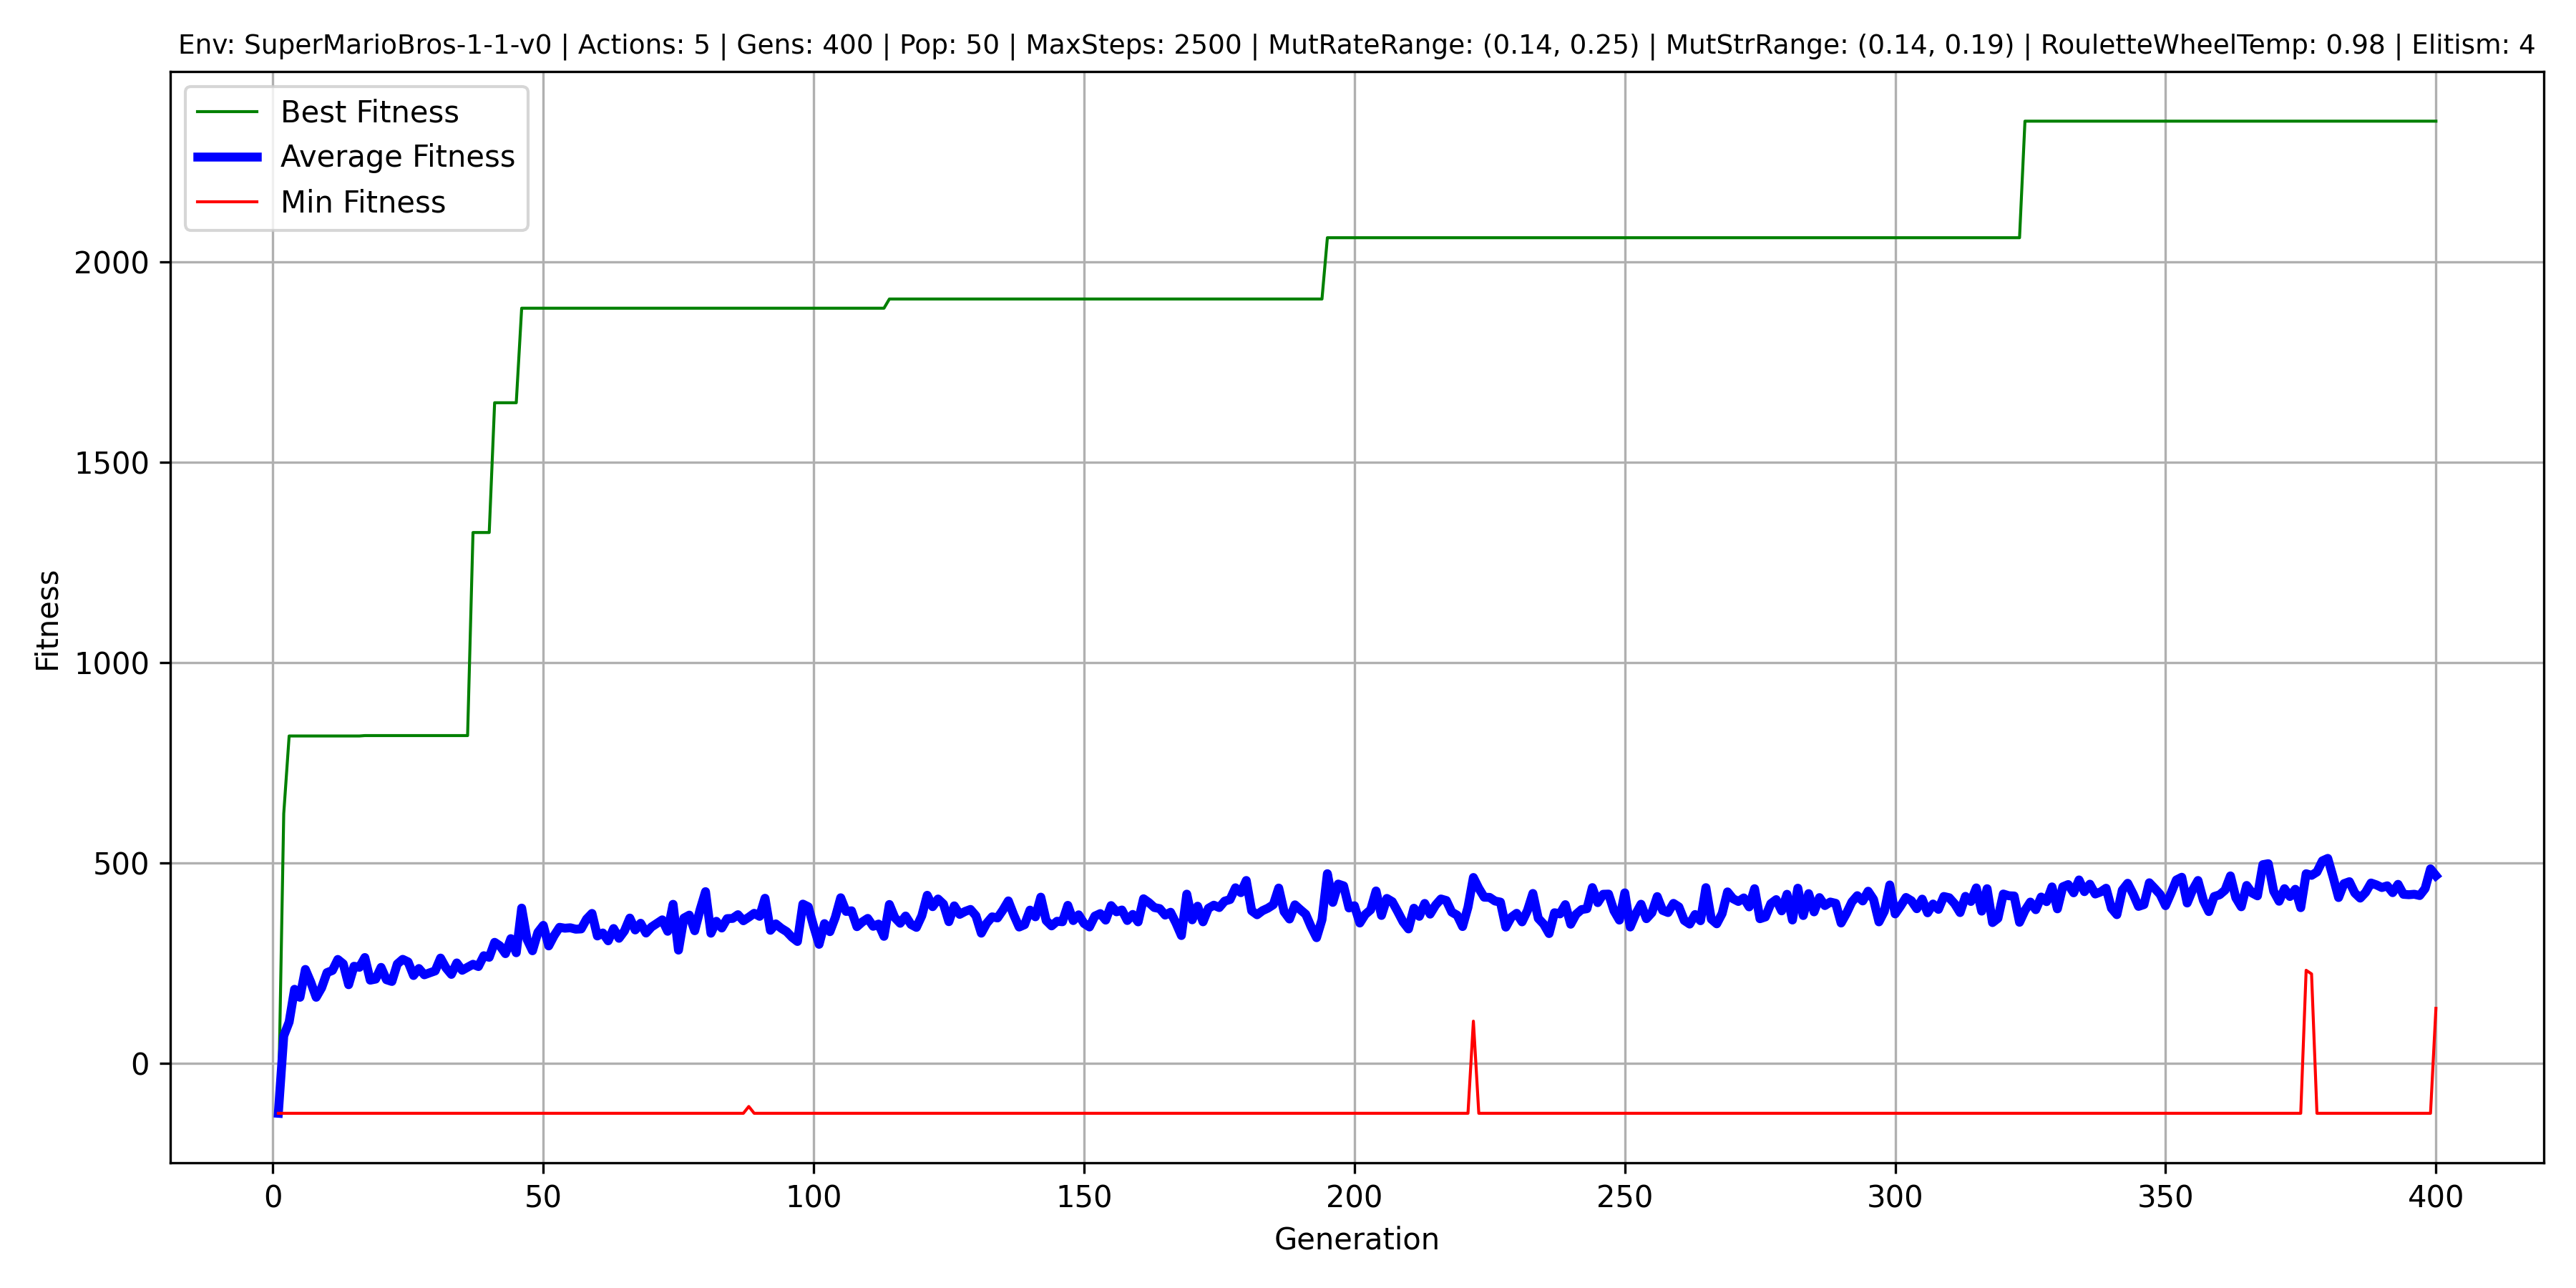 Env: SuperMarioBros-1-1-v0 | Actions: 5 | Gens: 400 | Pop: 50 | MaxSteps: 2500 | MutRateRange: (0.14, 0.25) | MutStrRange: (0.14, 0.19) | RouletteWheelTemp: 0.98 | Elitism: 4
Best Fitness
Average Fitness
Min Fitness
2000
1500
1000
500
0
Fitness
0 50 100 150 200 250 300 350 400
Generation